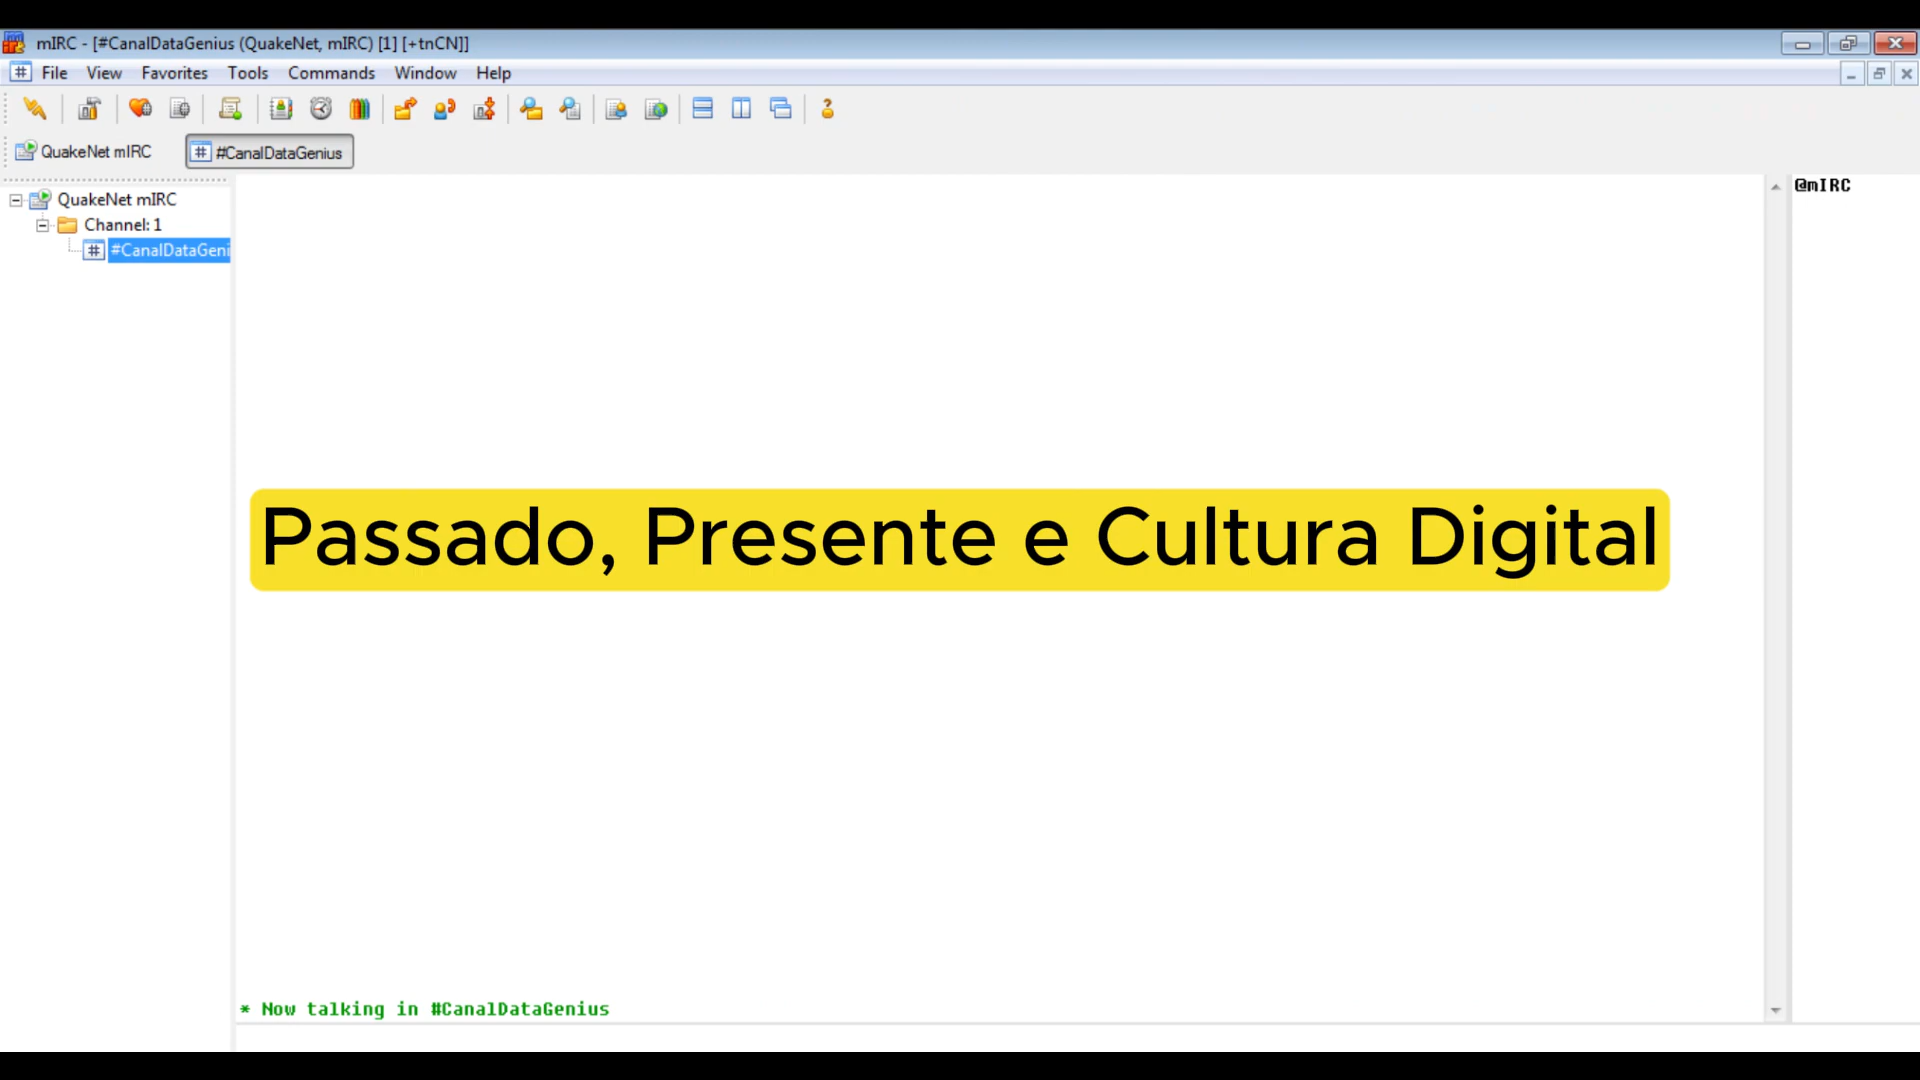 mIRC - [#CanalDataGenius (QuakeNet, mIRC) [1] [+tnCN]]
File View Favorites Tools Commands Window Help
QuakeNet mIRC #CanalDataGenius
QuakeNet mIRC
Channel: 1
#CanalDataGeni
@mIRC
Passado, Presente e Cultura Digital
* Now talking in #CanalDataGenius